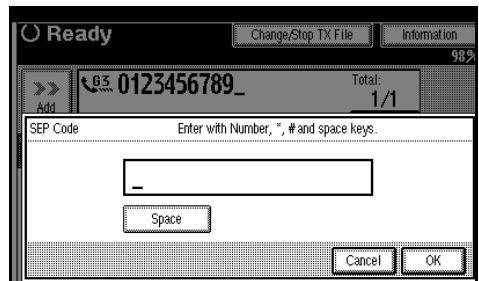 Ready
Change/Stop TX File
Information
98%
>>
Add
G3 0123456789_
Total:
1/1
SEP Code
Enter with Number, *, # and space keys.
_
Space
Cancel
OK